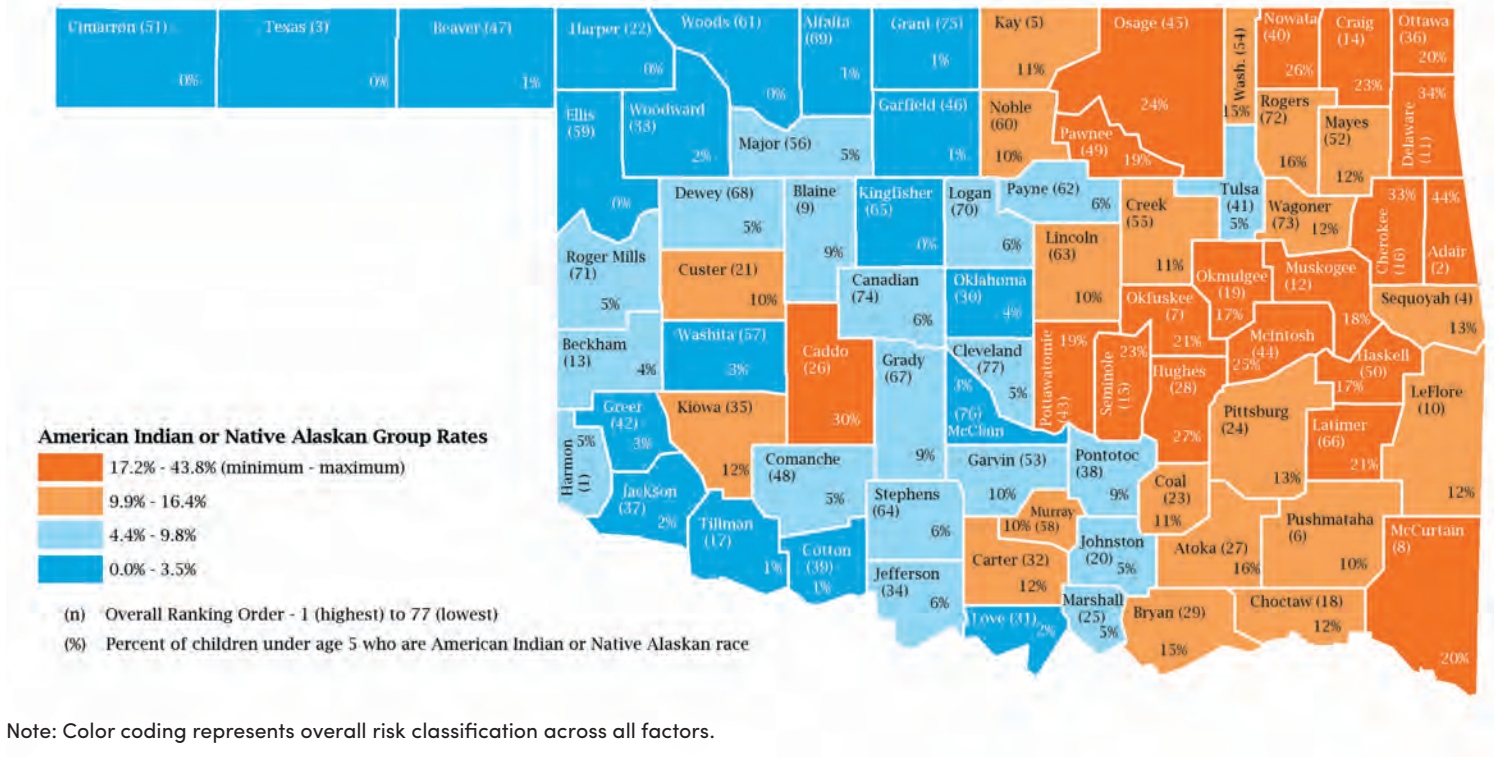 Cimarron (51)
0%
Texas (3)
0%
Beaver (47)
1%
Harper (22)
0%
Woods (61)
0%
Alfalfa
(69)
1%
Grant (75)
1%
Kay (5)
11%
Osage (45)
24%
Wash. (54)
15%
Nowata
(40)
26%
Craig
(14)
23%
Ottawa
(36)
20%
Ellis
(59)
0%
Woodward
(33)
2%
Major (56)
5%
Garfield (46)
1%
Noble
(60)
10%
Pawnee
(49)
19%
Rogers
(72)
16%
Mayes
(52)
12%
Delaware
(11)
34%
Dewey (68)
5%
Blaine
(9)
9%
Kingfisher
(65)
0%
Logan
(70)
6%
Payne (62)
6%
Creek
(55)
11%
Tulsa
(41)
5%
Wagoner
(73) 12%
Cherokee
(16)
33%
44%
Adair
(2)
Roger Mills
(71)
5%
Custer (21)
10%
Canadian
(74)
6%
Oklahoma
(30)
4%
Lincoln
(63)
10%
Okfuskee
(7)
21%
Okmulgee
(19)
17%
Muskogee
(12)
18%
Sequoyah (4)
13%
Beckham
(13)
4%
Washita (57)
3%
Caddo
(26)
30%
Grady
(67)
9%
Cleveland
(77)
5%
3%
(76)
McClain
Pottawatomie
(43)
19%
Seminole
(15)
23%
Hughes
(28)
27%
McIntosh
(44)
25%
Haskell
(50)
17%
LeFlore
(10)
12%
Greer
(42)
3%
Kiowa (35)
12%
Harmon
(1)
5%
Jackson
(37)
2%
Tillman
(17)
1%
Comanche
(48)
5%
Cotton
(39)
1%
Stephens
(64)
6%
Garvin (53)
10%
Pontotoc
(38)
9%
Coal
(23)
11%
Pittsburg
(24)
13%
Latimer
(66)
21%
Murray
10% (58)
Carter (32)
12%
Johnston
(20) 5%
Atoka (27)
16%
Pushmataha
(6)
10%
McCurtain
(8)
20%
Jefferson
(34)
6%
Love (31)
2%
Marshall
(25)
5%
Bryan (29)
15%
Choctaw (18)
12%
American Indian or Native Alaskan Group Rates
17.2% - 43.8% (minimum - maximum)
9.9% - 16.4%
4.4% - 9.8%
0.0% - 3.5%
(n) Overall Ranking Order - 1 (highest) to 77 (lowest)
(%) Percent of children under age 5 who are American Indian or Native Alaskan race
Note: Color coding represents overall risk classification across all factors.